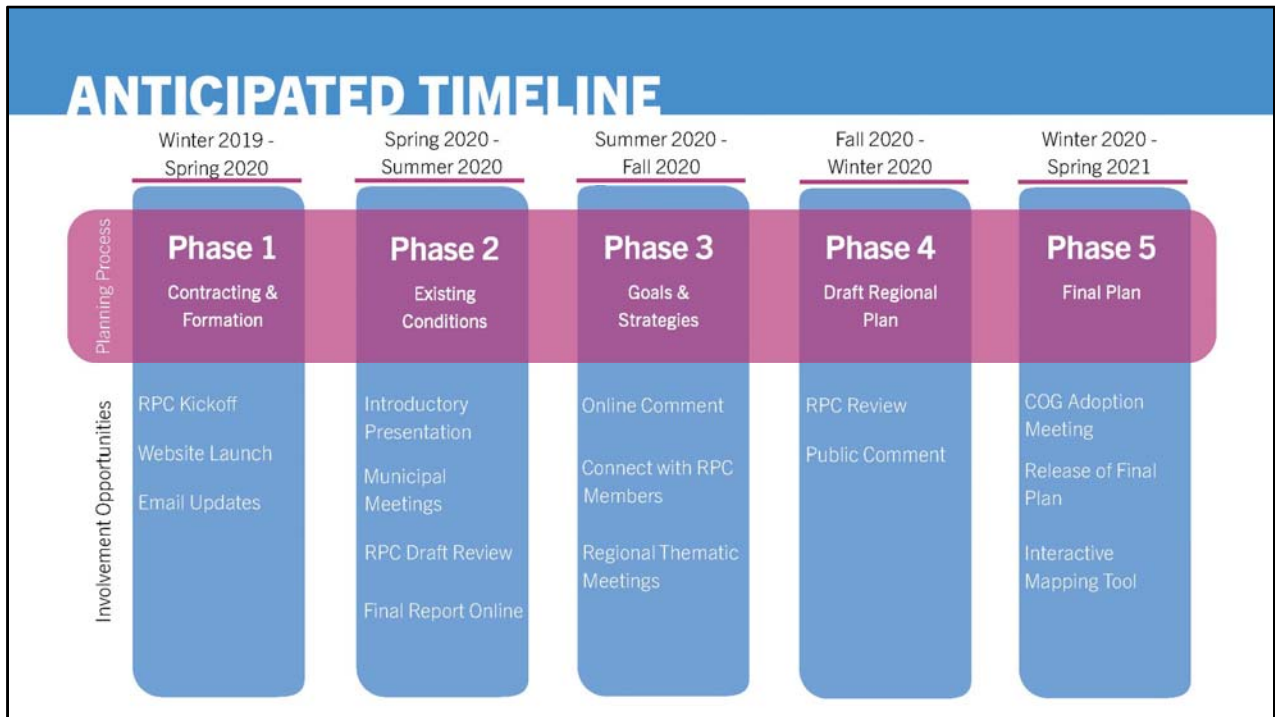 ANTICIPATED TIMELINE
Winter 2019 -
Spring 2020
Spring 2020 -
Summer 2020
Summer 2020 -
Fall 2020
Fall 2020 -
Winter 2020
Winter 2020 -
Spring 2021
Planning Process
Phase 1
Contracting &
Formation
Phase 2
Existing
Conditions
Phase 3
Goals &
Strategies
Phase 4
Draft Regional
Plan
Phase 5
Final Plan
Involvement Opportunities
RPC Kickoff
Website Launch
Email Updates
Introductory
Presentation
Municipal
Meetings
RPC Draft Review
Final Report Online
Online Comment
Connect with RPC
Members
Regional Thematic
Meetings
RPC Review
Public Comment
COG Adoption
Meeting
Release of Final
Plan
Interactive
Mapping Tool